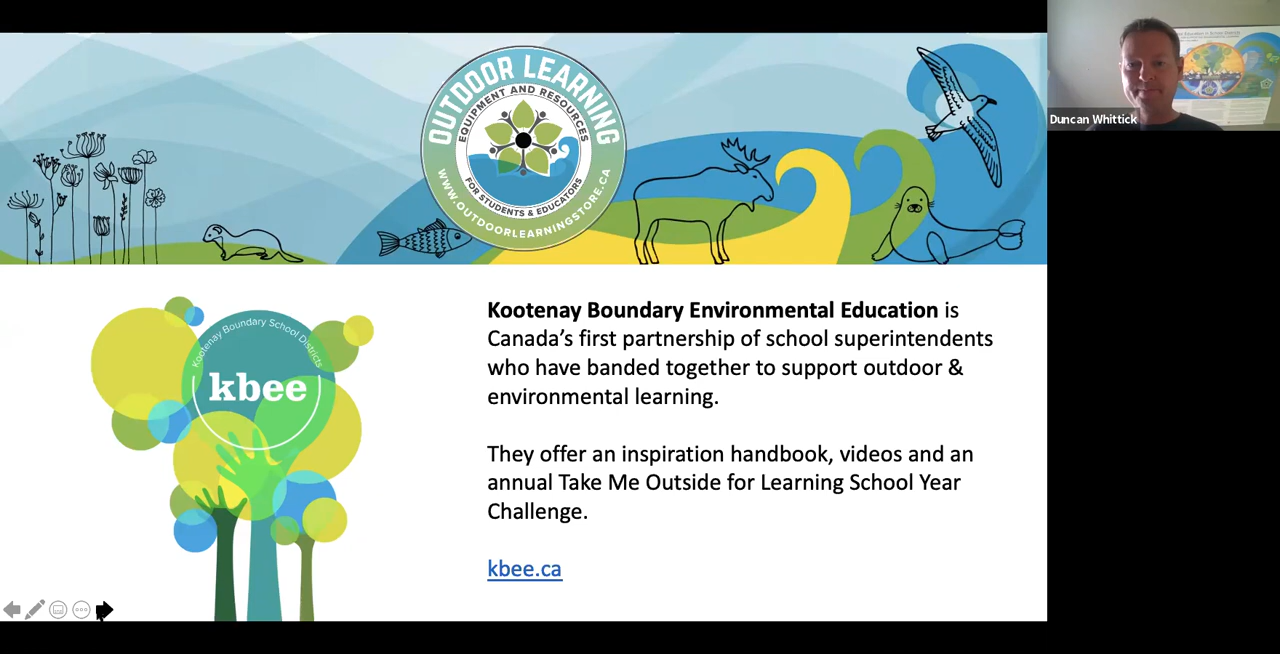 OUTDOOR LEARNING
EQUIPMENT AND RESOURCES
FOR STUDENTS & EDUCATORS
WWW.OUTDOORLEARNINGSTORE.CA
Duncan Whittick
Kootenay Boundary School Districts
kbee
Kootenay Boundary Environmental Education is
Canada’s first partnership of school superintendents
who have banded together to support outdoor &
environmental learning.
They offer an inspiration handbook, videos and an
annual Take Me Outside for Learning School Year
Challenge.
kbee.ca